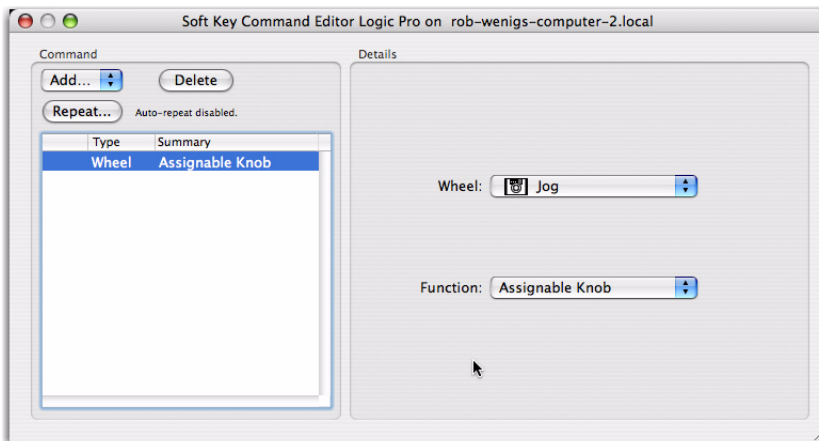 Soft Key Command Editor Logic Pro on rob-wenigs-computer-2.local
Command
Add...
Delete
Repeat...
Auto-repeat disabled.
Type Summary
Wheel Assignable Knob
Details
Wheel: Jog
Function: Assignable Knob